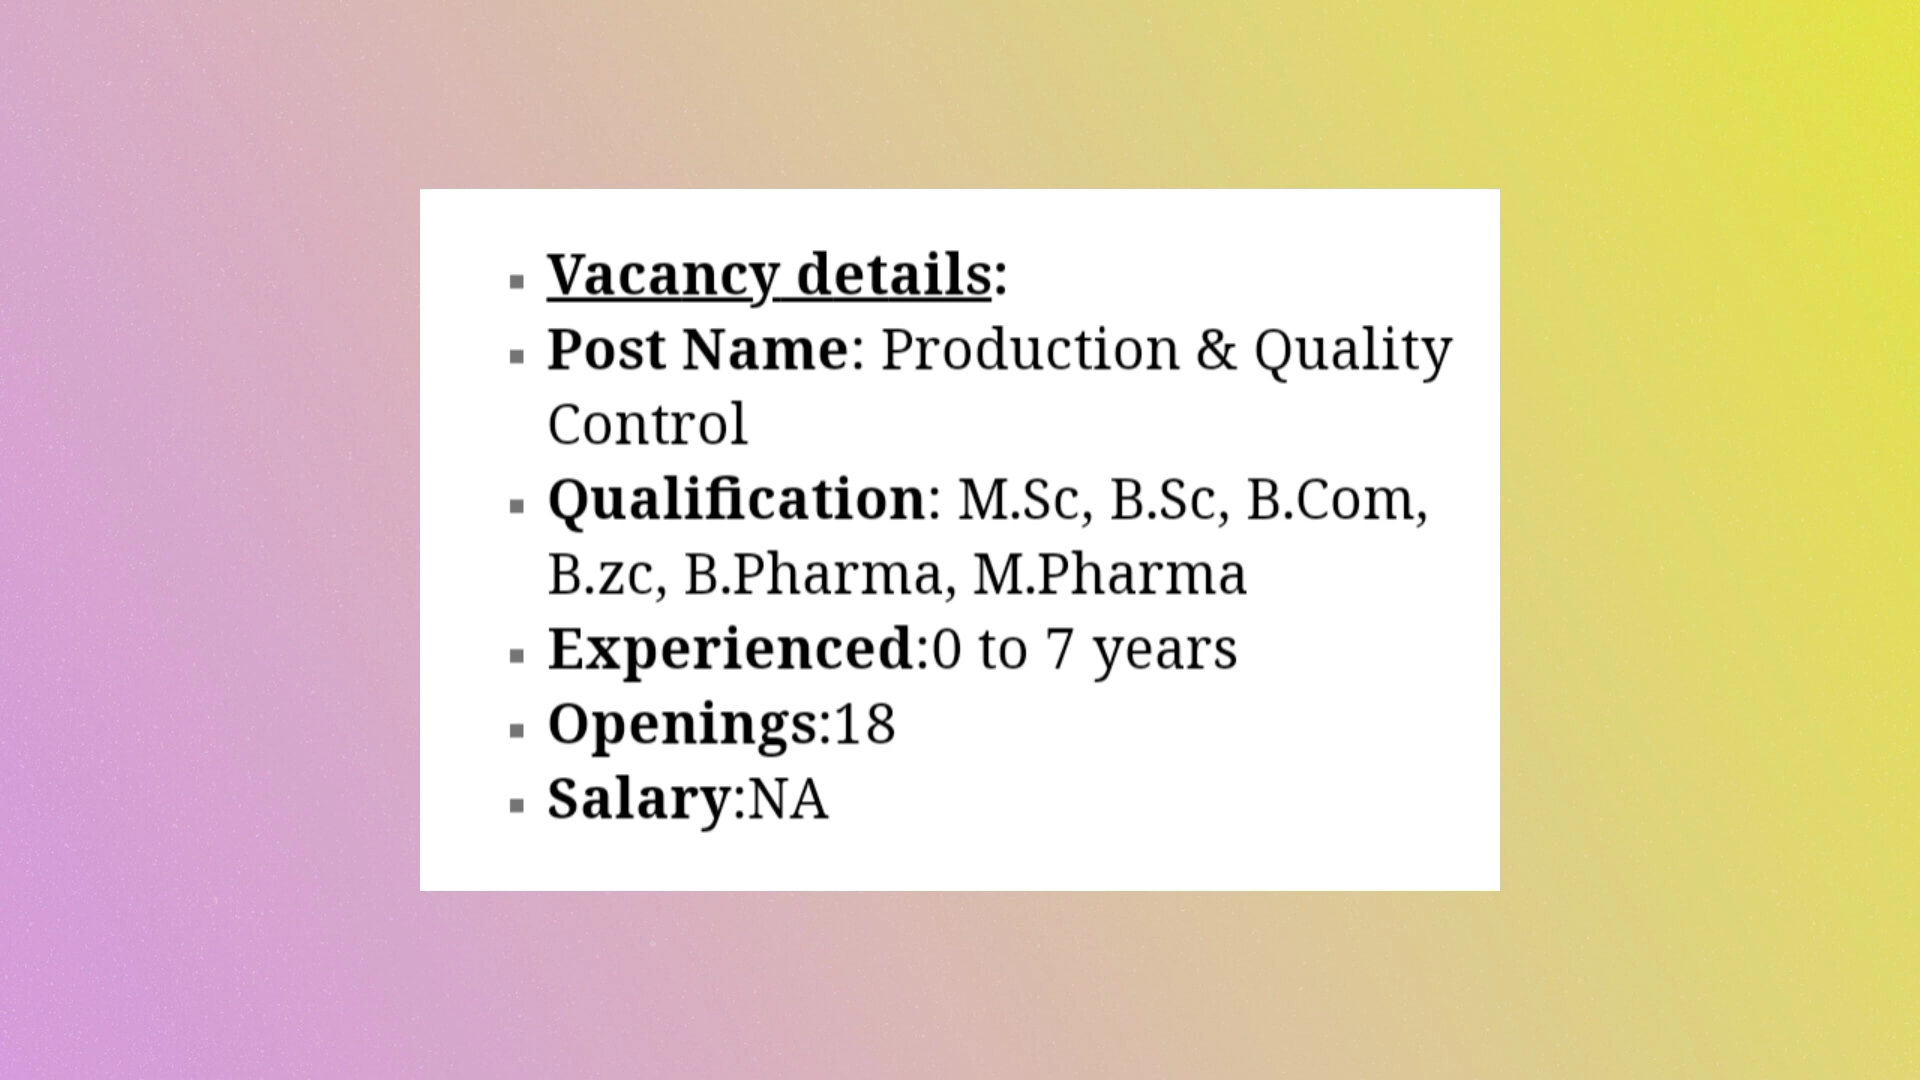 ▪ Vacancy details:
▪ Post Name: Production & Quality
Control
▪ Qualification: M.Sc, B.Sc, B.Com,
B.zc, B.Pharma, M.Pharma
▪ Experienced:0 to 7 years
▪ Openings:18
▪ Salary:NA